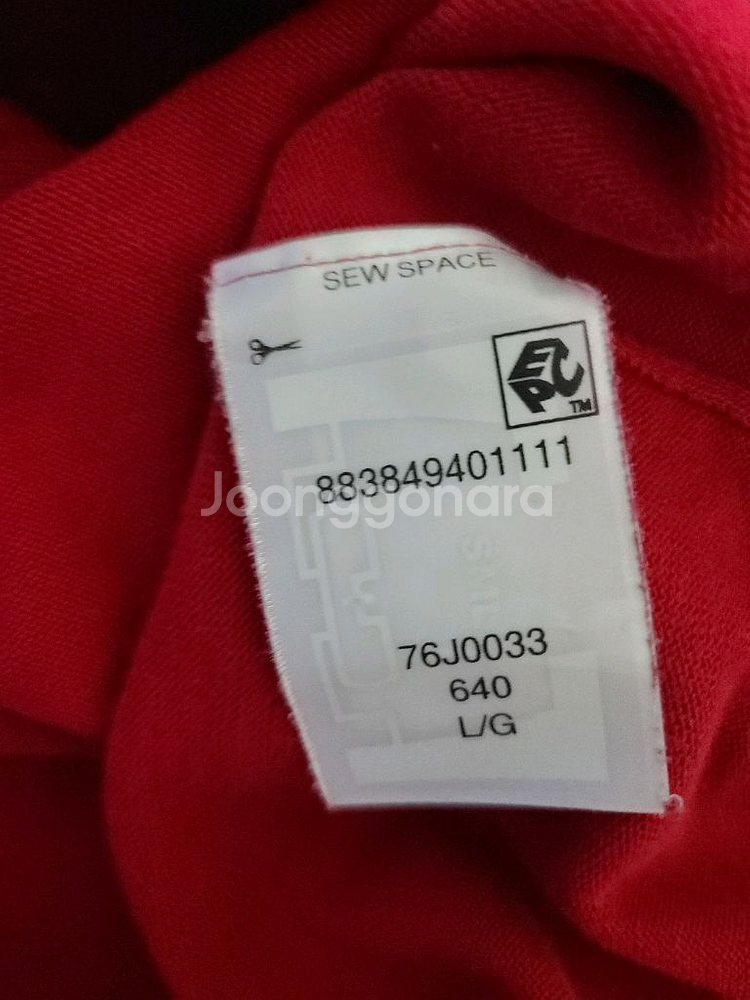 SEW SPACE
EPC
TM
883849401111
Joonggonara
76J0033
640
L/G